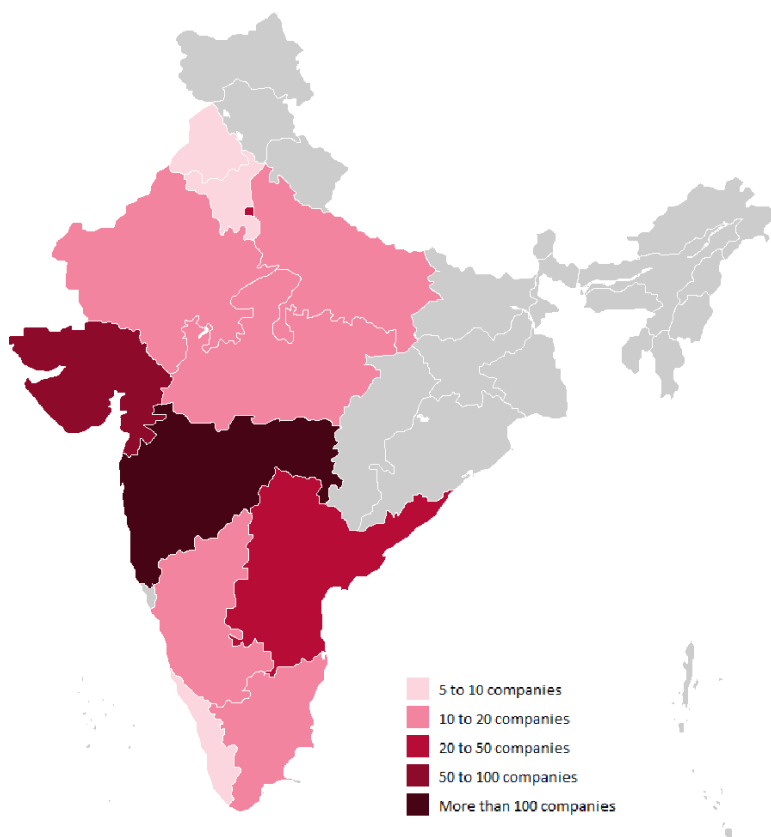 5 to 10 companies
10 to 20 companies
20 to 50 companies
50 to 100 companies
More than 100 companies